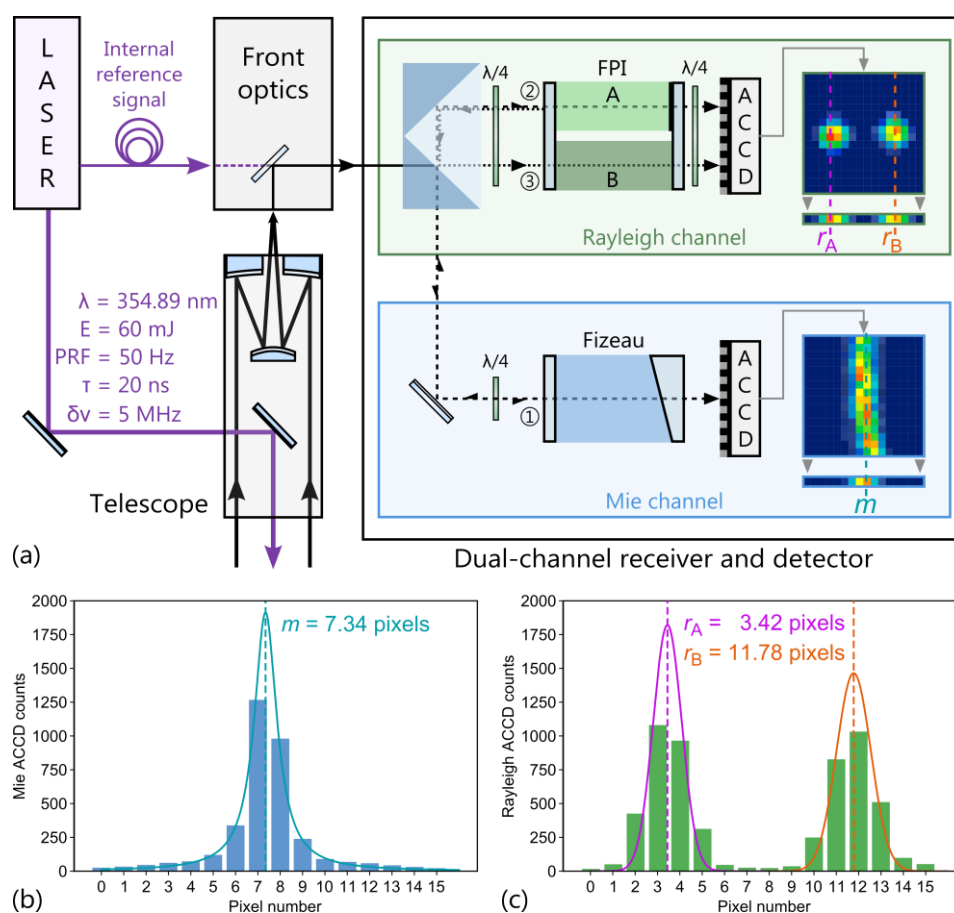 LASER
Internal
reference
signal
Front
optics
λ/4
②
FPI
A
λ/4
ACCD
③
B
r_A
r_B
Rayleigh channel
λ = 354.89 nm
E = 60 mJ
PRF = 50 Hz
τ = 20 ns
δν = 5 MHz
Telescope
λ/4
①
Fizeau
ACCD
m
Mie channel
(a)
Dual-channel receiver and detector
m = 7.34 pixels
Mie ACCD counts
2000
1750
1500
1250
1000
750
500
250
0
0 1 2 3 4 5 6 7 8 9 10 11 12 13 14 15
Pixel number
(b)
r_A = 3.42 pixels
r_B = 11.78 pixels
Rayleigh ACCD counts
2000
1750
1500
1250
1000
750
500
250
0
0 1 2 3 4 5 6 7 8 9 10 11 12 13 14 15
Pixel number
(c)